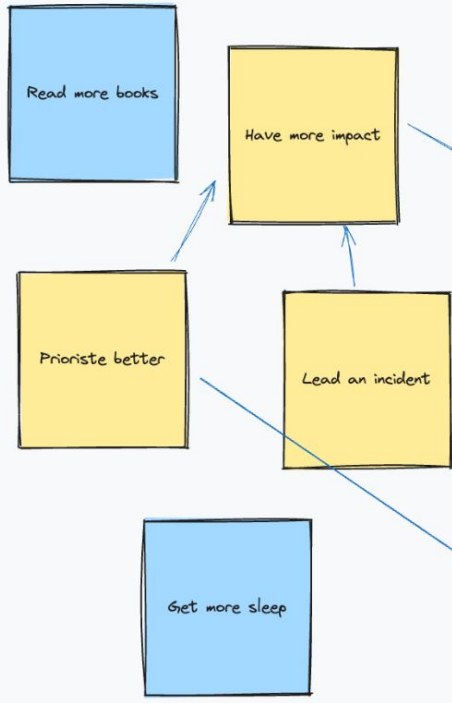 Read more books
Have more impact
Prioriste better
Lead an incident
Get more sleep